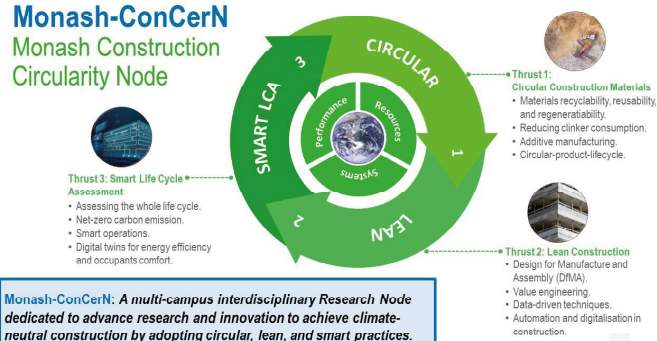 Monash-ConCerN
Monash Construction
Circularity Node
CIRCULAR
1
LEAN
2
SMART LCA
3
Performance
Resources
Systems
Thrust 1:
Circular Construction Materials
• Materials recyclability, reusability,
and regeneratiability.
• Reducing clinker consumption.
• Additive manufacturing.
• Circular-product-lifecycle.
Thrust 2: Lean Construction
• Design for Manufacture and
Assembly (DfMA).
• Value engineering.
• Data-driven techniques.
• Automation and digitalisation in
construction.
Thrust 3: Smart Life Cycle
Assessment
• Assessing the whole life cycle.
• Net-zero carbon emission.
• Smart operations.
• Digital twins for energy efficiency
and occupants comfort.
Monash-ConCerN: A multi-campus interdisciplinary Research Node
dedicated to advance research and innovation to achieve climate-
neutral construction by adopting circular, lean, and smart practices.